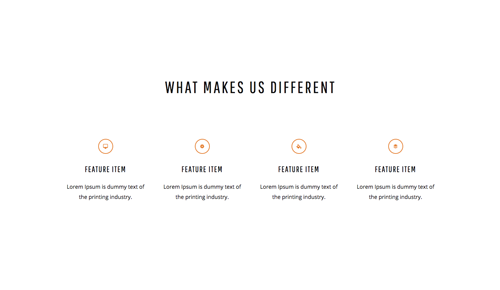 WHAT MAKES US DIFFERENT
FEATURE ITEM
Lorem Ipsum is dummy text of
the printing industry.
FEATURE ITEM
Lorem Ipsum is dummy text of
the printing industry.
FEATURE ITEM
Lorem Ipsum is dummy text of
the printing industry.
FEATURE ITEM
Lorem Ipsum is dummy text of
the printing industry.